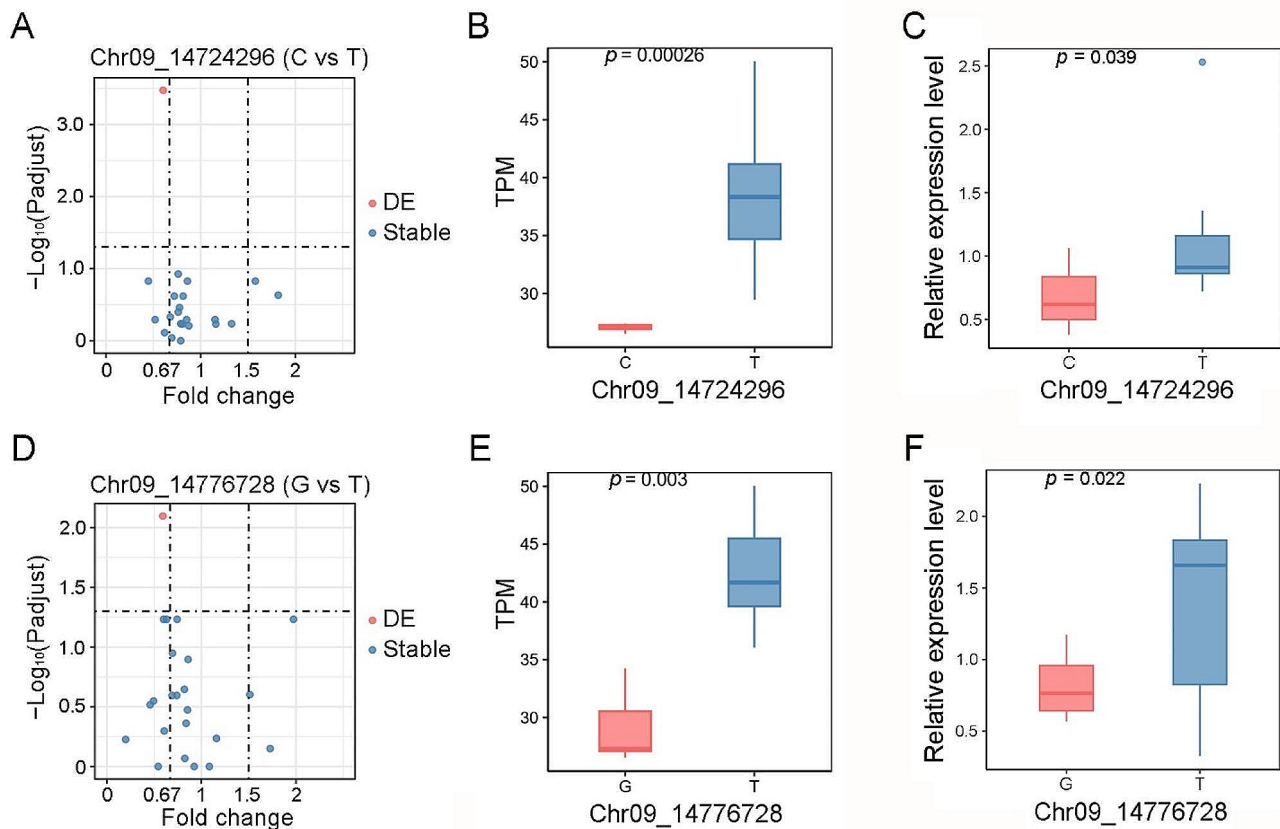 A
Chr09_14724296 (C vs T)
−Log₁₀(Padjust)
3.0
2.0
1.0
0
0 0.67 1 1.5 2
Fold change
DE
Stable
B
p = 0.00026
TPM
50
45
40
35
30
C T
Chr09_14724296
C
p = 0.039
Relative expression level
2.5
2.0
1.5
1.0
0.5
C T
Chr09_14724296
D
Chr09_14776728 (G vs T)
−Log₁₀(Padjust)
2.0
1.5
1.0
0.5
0
0 0.67 1 1.5 2
Fold change
DE
Stable
E
p = 0.003
TPM
50
45
40
35
30
G T
Chr09_14776728
F
p = 0.022
Relative expression level
2.0
1.5
1.0
0.5
G T
Chr09_14776728